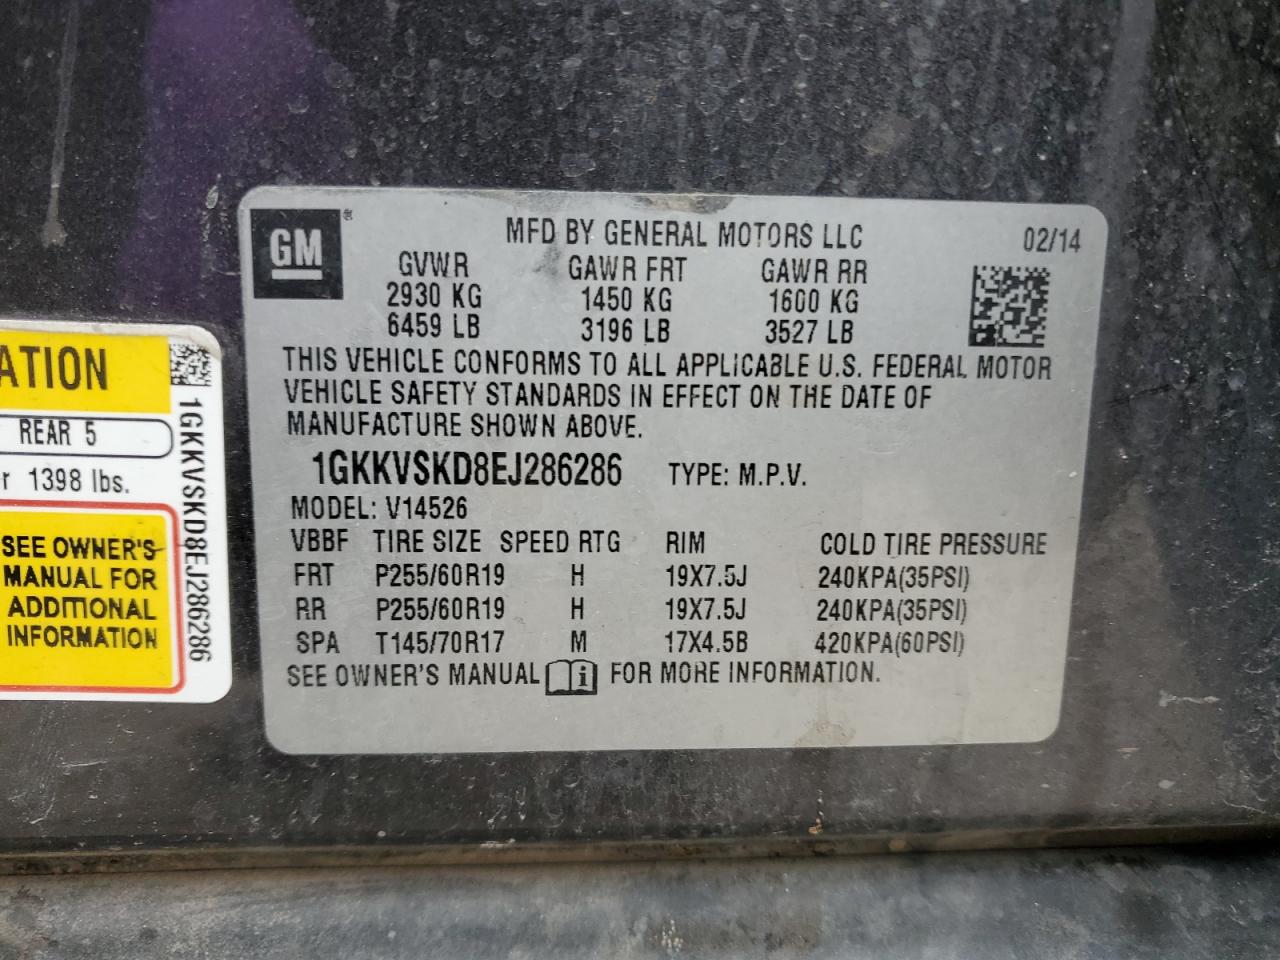 GM
MFD BY GENERAL MOTORS LLC 02/14
GVWR GAWR FRT GAWR RR
2930 KG 1450 KG 1600 KG
6459 LB 3196 LB 3527 LB
THIS VEHICLE CONFORMS TO ALL APPLICABLE U.S. FEDERAL MOTOR
VEHICLE SAFETY STANDARDS IN EFFECT ON THE DATE OF
MANUFACTURE SHOWN ABOVE.
1GKKVSKD8EJ286286 TYPE: M.P.V.
MODEL: V14526
VBBF TIRE SIZE SPEED RTG RIM COLD TIRE PRESSURE
FRT P255/60R19 H 19X7.5J 240KPA(35PSI)
RR P255/60R19 H 19X7.5J 240KPA(35PSI)
SPA T145/70R17 M 17X4.5B 420KPA(60PSI)
SEE OWNER'S MANUAL FOR MORE INFORMATION.
ATION
REAR 5
r 1398 lbs.
SEE OWNER'S
MANUAL FOR
ADDITIONAL
INFORMATION
1GKKVSKD8EJ286286